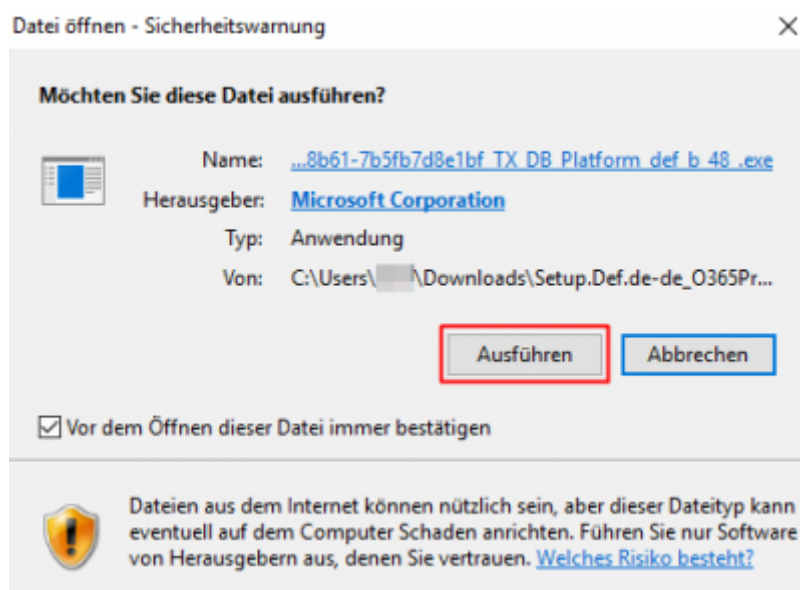 Datei öffnen - Sicherheitswarnung
Möchten Sie diese Datei ausführen?
Name: ...8b61-7b5fb7d8e1bf_TX_DB_Platform_def_b_48_.exe
Herausgeber: Microsoft Corporation
Typ: Anwendung
Von: C:\Users\ \Downloads\Setup.Def.de-de_O365Pr...
Ausführen Abbrechen
Vor dem Öffnen dieser Datei immer bestätigen
Dateien aus dem Internet können nützlich sein, aber dieser Dateityp kann
eventuell auf dem Computer Schaden anrichten. Führen Sie nur Software
von Herausgebern aus, denen Sie vertrauen. Welches Risiko besteht?